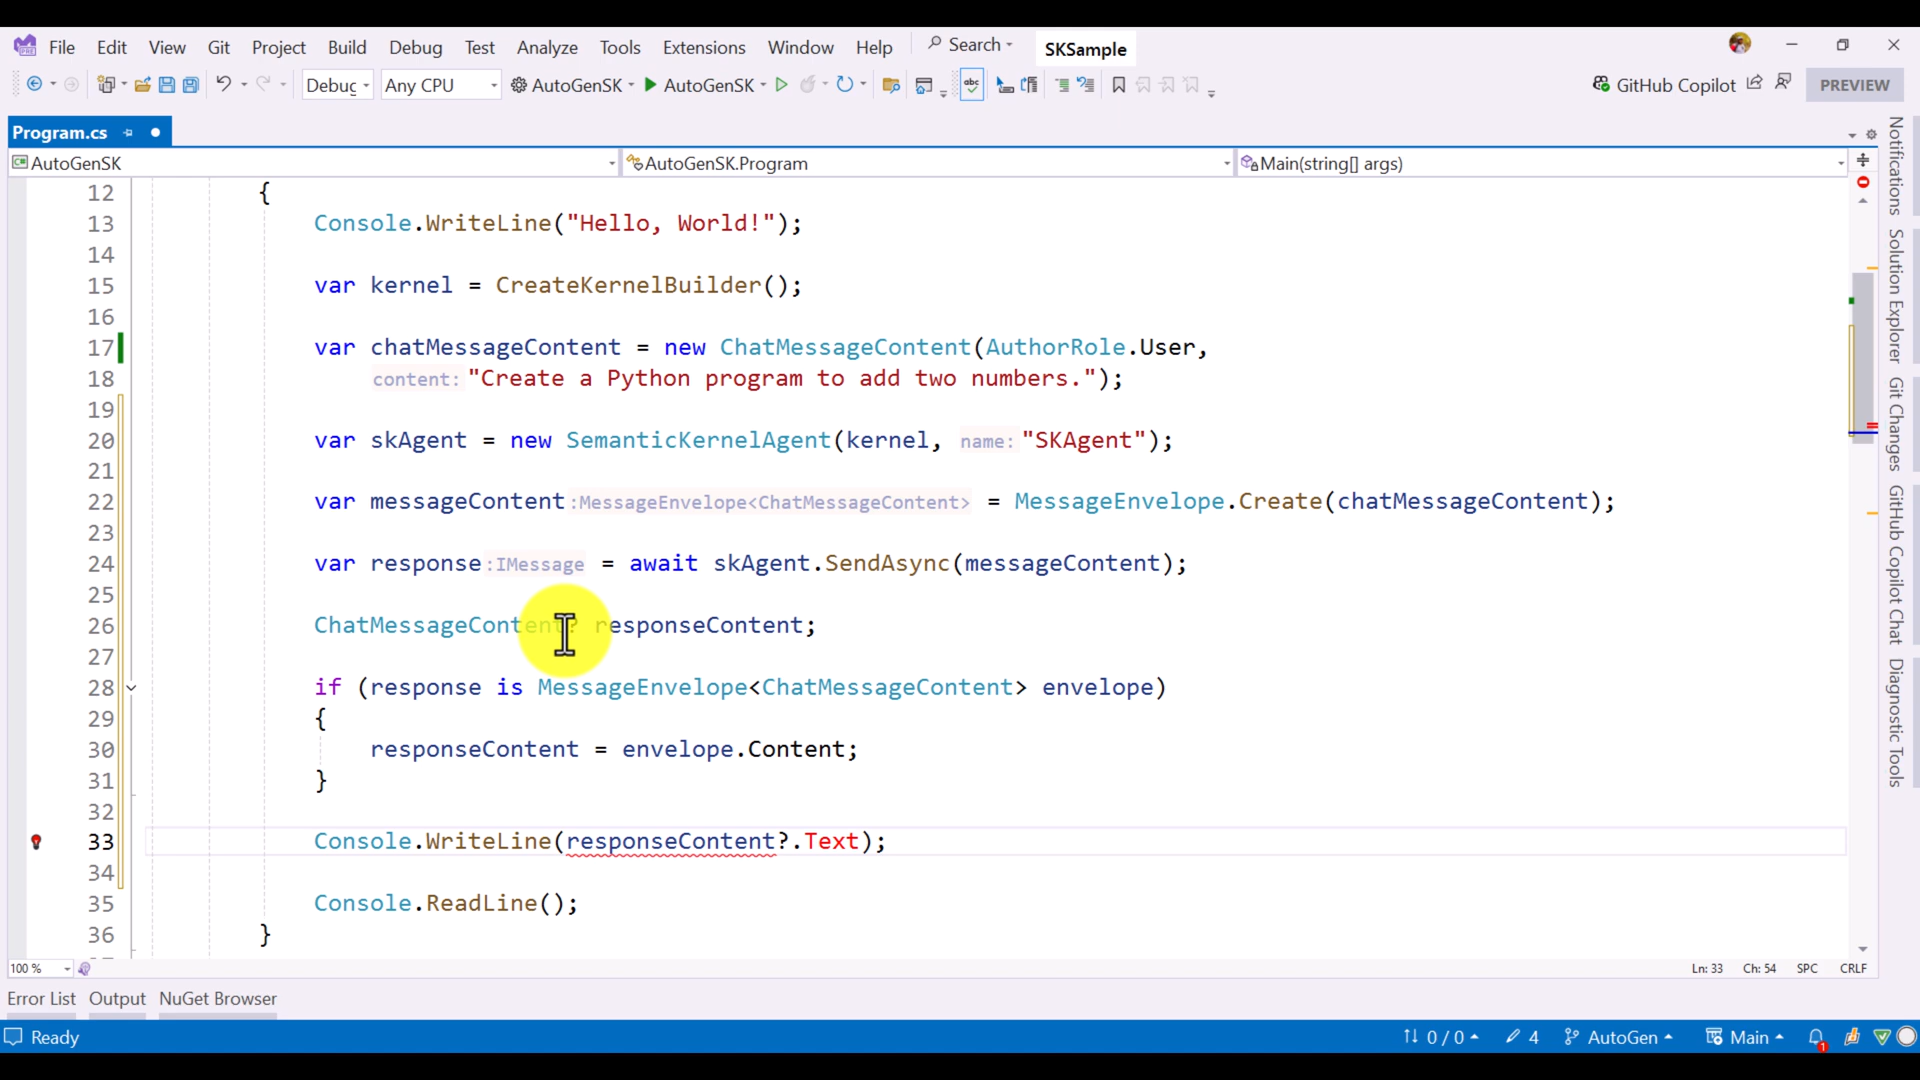 File Edit View Git Project Build Debug Test Analyze Tools Extensions Window Help Search SKSample
Debug Any CPU AutoGenSK AutoGenSK GitHub Copilot PREVIEW
Program.cs
AutoGenSK AutoGenSK.Program Main(string[] args)
12 {
13 Console.WriteLine("Hello, World!");
14
15 var kernel = CreateKernelBuilder();
16
17 var chatMessageContent = new ChatMessageContent(AuthorRole.User,
18 content: "Create a Python program to add two numbers.");
19
20 var skAgent = new SemanticKernelAgent(kernel, name: "SKAgent");
21
22 var messageContent:MessageEnvelope<ChatMessageContent> = MessageEnvelope.Create(chatMessageContent);
23
24 var response:IMessage = await skAgent.SendAsync(messageContent);
25
26 ChatMessageContent? responseContent;
27
28 if (response is MessageEnvelope<ChatMessageContent> envelope)
29 {
30 responseContent = envelope.Content;
31 }
32
33 Console.WriteLine(responseContent?.Text);
34
35 Console.ReadLine();
36 }
100 % Ln: 33 Ch: 54 SPC CRLF
Error List Output NuGet Browser
Ready 0 / 0 4 AutoGen Main 1
Notifications
Solution Explorer
Git Changes
GitHub Copilot Chat
Diagnostic Tools